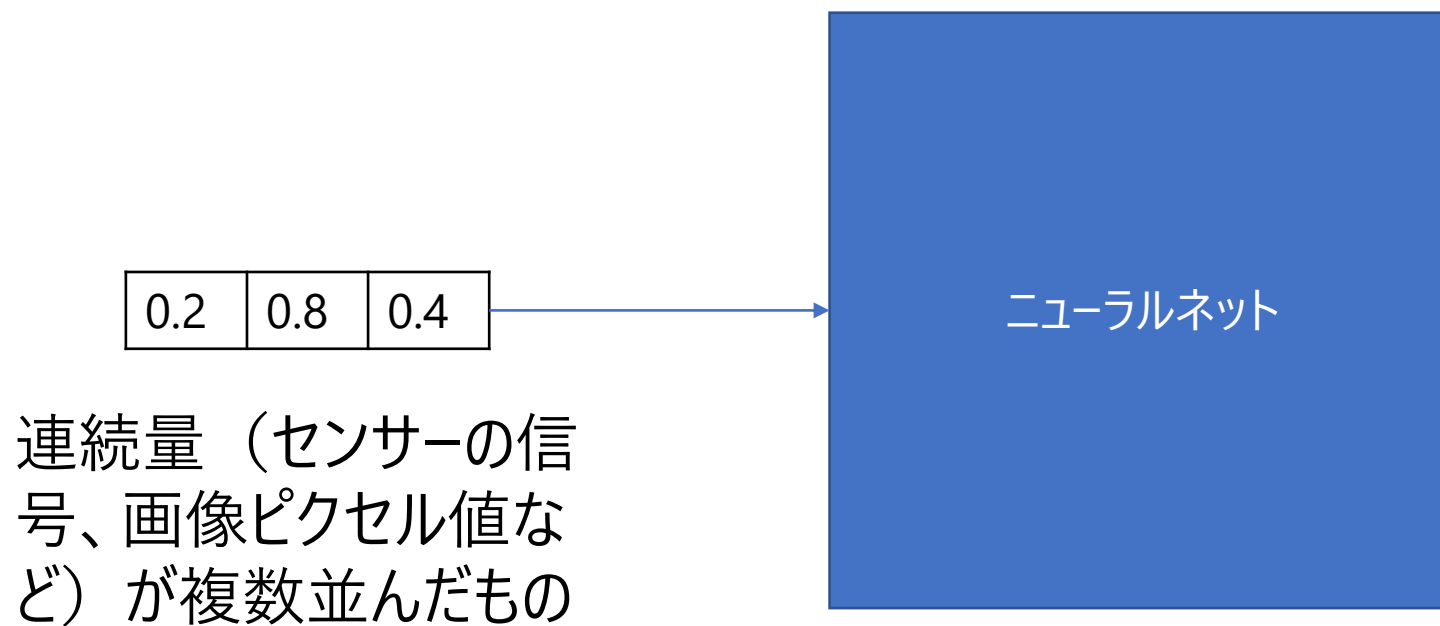 0.2 0.8 0.4
ニューラルネット
連続量（センサーの信
号、画像ピクセル値な
ど）が複数並んだもの